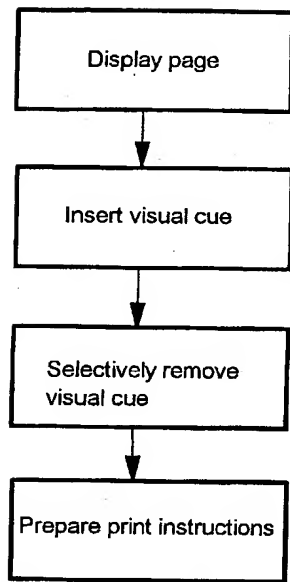 Display page
Insert visual cue
Selectively remove
visual cue
Prepare print instructions